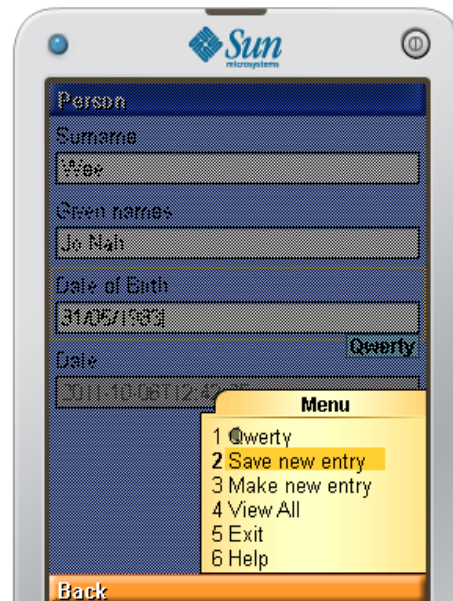 Sun
microsystems
Person
Surname
Wee
Given names
Jo Nah
Date of Birth
31/05/1983
Qwerty
Date
2011-10-06T12:42:
Menu
1 Qwerty
2 Save new entry
3 Make new entry
4 View All
5 Exit
6 Help
Back